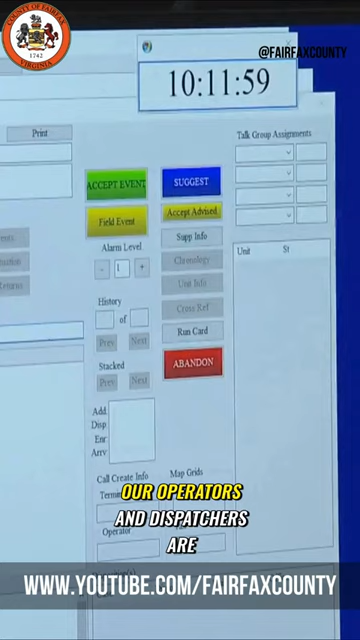 COUNTY OF FAIRFAX
VIRGINIA
1742
@FAIRFAXCOUNTY
10:11:59
Print
Talk Group Assignments
ACCEPT EVENT
SUGGEST
Field Event
Accept Advised
Alarm Level
Supp Info
- 1 +
Chronology
Unit St
Unit Info
History
Cross Ref
of
Run Card
Prev Next
Stacked
ABANDON
Prev Next
Add.
Disp.
Enr.
Arrv.
Call Create Info
Map Grids
OUR OPERATORS
AND DISPATCHERS
ARE
Operator
WWW.YOUTUBE.COM/FAIRFAXCOUNTY